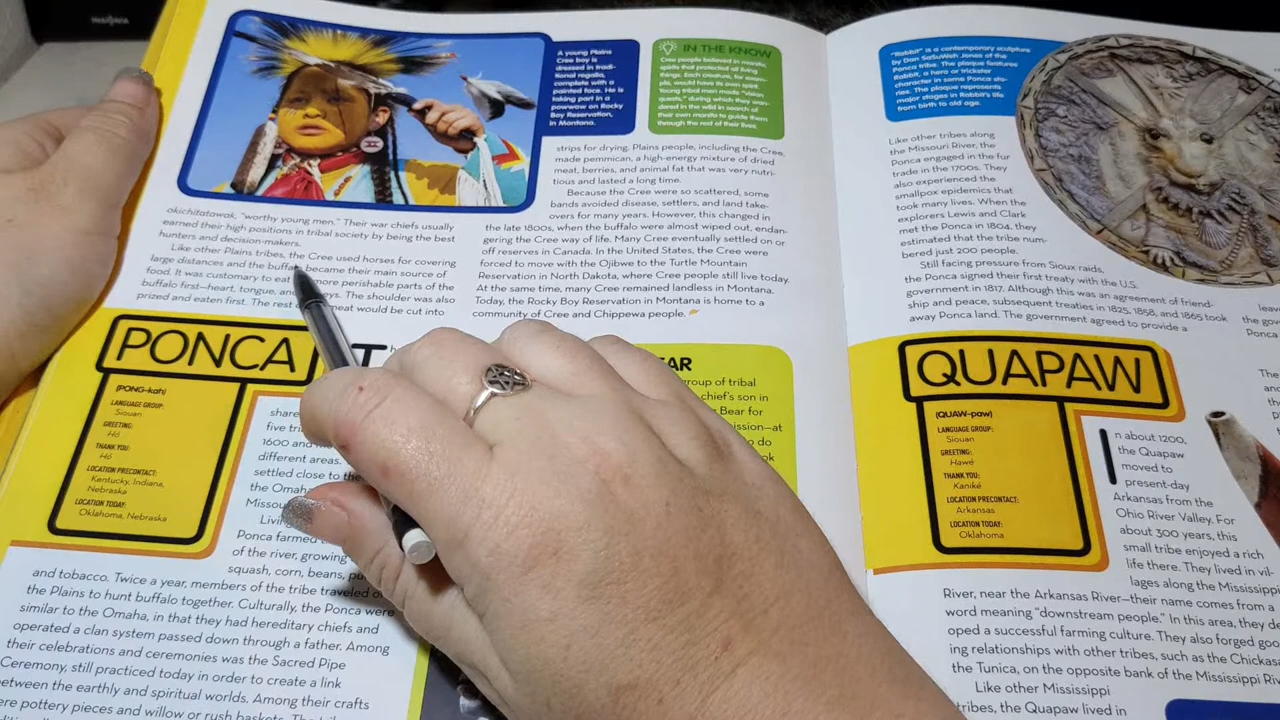 A young Plains
Cree boy is
dressed in tradi-
tional regalia,
complete with a
painted face. He is
taking part in a
powwow on Rocky
Boy Reservation,
in Montana.
IN THE KNOW
Cree people believed in manito,
spirits that protected all living
things. Each creature, for exam-
ple, would have its own spirit.
Young tribal men made "vision
quests," during which they wan-
dered in the wild in search of
their own manito to guide them
through the rest of their lives.
okichitatawak, "worthy young men." Their war chiefs usually
earned their high positions in tribal society by being the best
hunters and decision-makers.
Like other Plains tribes, the Cree used horses for covering
large distances and the buffalo became their main source of
food. It was customary to eat more perishable parts of the
buffalo first—heart, tongue, and The shoulder was also
prized and eaten first. The rest meat would be cut into
strips for drying. Plains people, including the Cree,
made pemmican, a high-energy mixture of dried
meat, berries, and animal fat that was very nutri-
tious and lasted a long time.
Because the Cree were so scattered, some
bands avoided disease, settlers, and land take-
overs for many years. However, this changed in
the late 1800s, when the buffalo were almost wiped out, endan-
gering the Cree way of life. Many Cree eventually settled on or
off reserves in Canada. In the United States, the Cree were
forced to move with the Ojibwe to the Turtle Mountain
Reservation in North Dakota, where Cree people still live today.
At the same time, many Cree remained landless in Montana.
Today, the Rocky Boy Reservation in Montana is home to a
community of Cree and Chippewa people.
PONCA
(PONG-kah)
LANGUAGE GROUP:
Siouan
GREETING:
Hó
THANK YOU:
Hó
LOCATION PRECONTACT:
Kentucky, Indiana,
Nebraska
LOCATION TODAY:
Oklahoma, Nebraska
share
five tri
1600 and
different areas.
settled close to the
the Omaha
Missou
Livin
Ponca farmed
of the river, growing
squash, corn, beans, pu
and tobacco. Twice a year, members of the tribe traveled
the Plains to hunt buffalo together. Culturally, the Ponca were
similar to the Omaha, in that they had hereditary chiefs and
operated a clan system passed down through a father. Among
their celebrations and ceremonies was the Sacred Pipe
Ceremony, still practiced today in order to create a link
between the earthly and spiritual worlds. Among their crafts
were pottery pieces and willow or rush baskets. The
EAR
group of tribal
chief's son in
Bear for
ission—at
o do
ok
"Rabbit" is a contemporary sculpture
by Dan SaSuWeh Jones of the
Ponca tribe. The plaque features
Rabbit, a hero or trickster
character in some Ponca sto-
ries. The plaque represents
major stages in Rabbit's life
from birth to old age.
Like other tribes along
the Missouri River, the
Ponca engaged in the fur
trade in the 1700s. They
also experienced the
smallpox epidemics that
took many lives. When the
explorers Lewis and Clark
met the Ponca in 1804, they
estimated that the tribe num-
bered just 200 people.
Still facing pressure from Sioux raids,
the Ponca signed their first treaty with the U.S.
government in 1817. Although this was an agreement of friend-
ship and peace, subsequent treaties in 1825, 1858, and 1865 took
away Ponca land. The government agreed to provide a
leave
the gov
Ponca
QUAPAW
(QUAW-paw)
LANGUAGE GROUP:
Siouan
GREETING:
Hawé
THANK YOU:
Kaniké
LOCATION PRECONTACT:
Arkansas
LOCATION TODAY:
Oklahoma
In about 1200,
the Quapaw
moved to
present-day
Arkansas from the
Ohio River Valley. For
about 300 years, this
small tribe enjoyed a rich
life there. They lived in vil-
lages along the Mississippi
River, near the Arkansas River—their name comes from a
word meaning "downstream people." In this area, they de
oped a successful farming culture. They also forged goo
ing relationships with other tribes, such as the Chickasa
the Tunica, on the opposite bank of the Mississippi Riv
Like other Mississippi
tribes, the Quapaw lived in
The
and